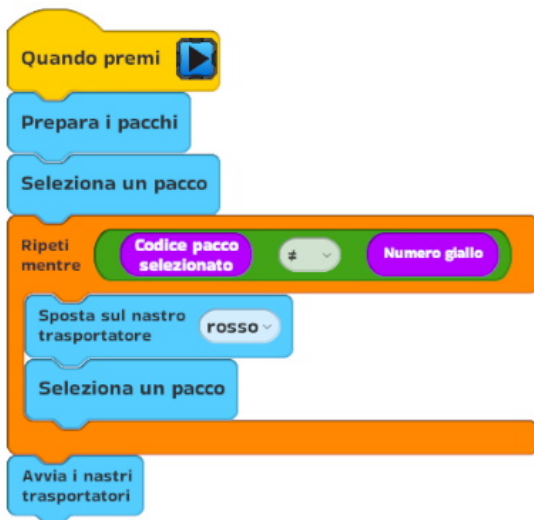 Quando premi
Prepara i pacchi
Seleziona un pacco
Ripeti
mentre
Codice pacco
selezionato
≠
Numero giallo
Sposta sul nastro
trasportatore
rosso
Seleziona un pacco
Avvia i nastri
trasportatori